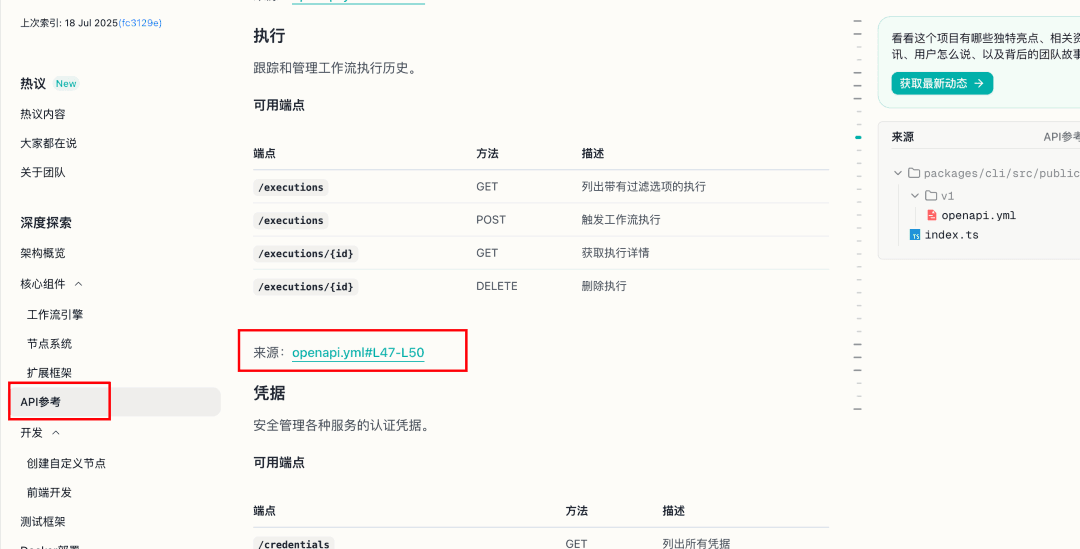 上次索引: 18 Jul 2025(fc3129e)
热议 New
热议内容
大家都在说
关于团队
深度探索
架构概览
核心组件
工作流引擎
节点系统
扩展框架
API参考
开发
创建自定义节点
前端开发
测试框架
执行
跟踪和管理工作流执行历史。
可用端点
端点 方法 描述
/executions GET 列出带有过滤选项的执行
/executions POST 触发工作流执行
/executions/{id} GET 获取执行详情
/executions/{id} DELETE 删除执行
来源: openapi.yml#L47-L50
凭据
安全管理各种服务的认证凭据。
可用端点
端点 方法 描述
/credentials GET 列出所有凭据
看看这个项目有哪些独特亮点、相关资
讯、用户怎么说、以及背后的团队故事
获取最新动态 →
来源 API参考
packages/cli/src/public
v1
openapi.yml
TS index.ts